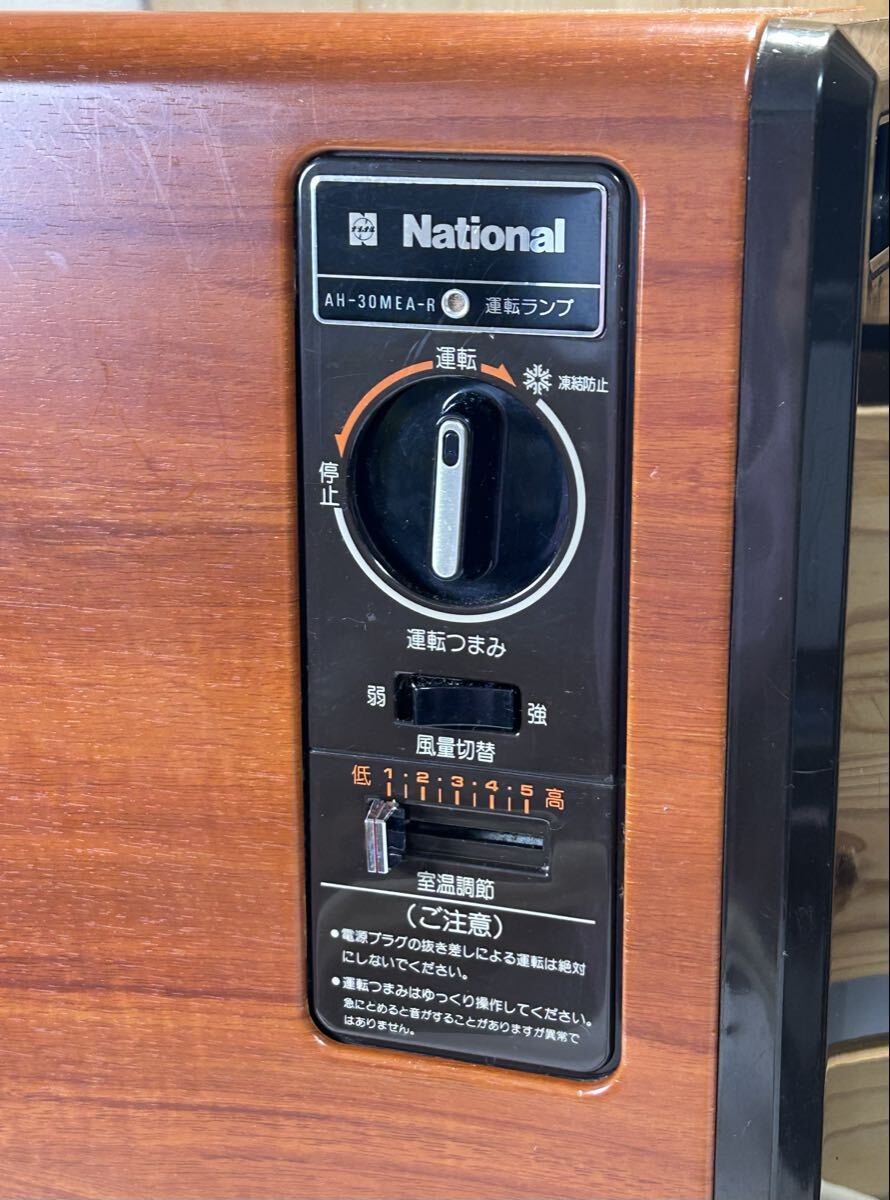 ナショナル National
AH-30MEA-R 運転ランプ
運転
凍結防止
停止
運転つまみ
弱 強
風量切替
低 1・2・3・4・5 高
室温調節
(ご注意)
●電源プラグの抜き差しによる運転は絶対
にしないでください。
●運転つまみはゆっくり操作してください。
急にとめると音がすることがありますが異常で
はありません。